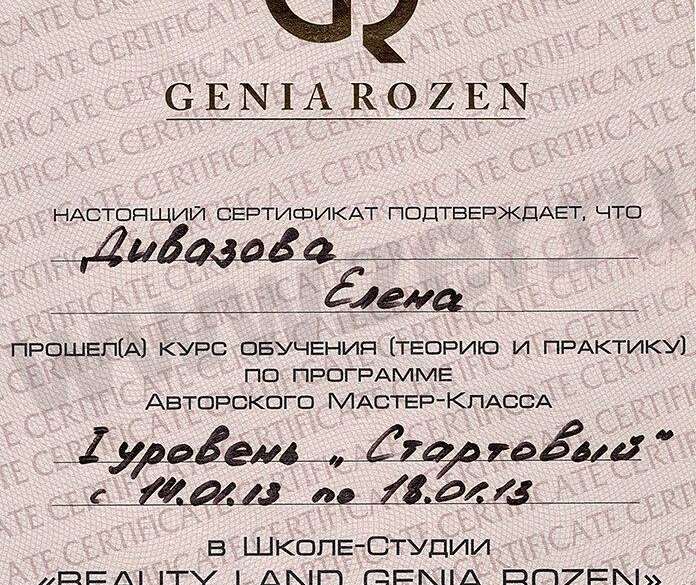 GENIA ROZEN
НАСТОЯЩИЙ СЕРТИФИКАТ ПОДТВЕРЖДАЕТ, ЧТО
Дивазова
Елена
ПРОШЕЛ(А) КУРС ОБУЧЕНИЯ (ТЕОРИЮ И ПРАКТИКУ)
ПО ПРОГРАММЕ
АВТОРСКОГО МАСТЕР-КЛАССА
I уровень „Стартовый"
с 14.01.13 по 18.01.13
В ШКОЛЕ-СТУДИИ
«BEAUTY LAND GENIA ROZEN»